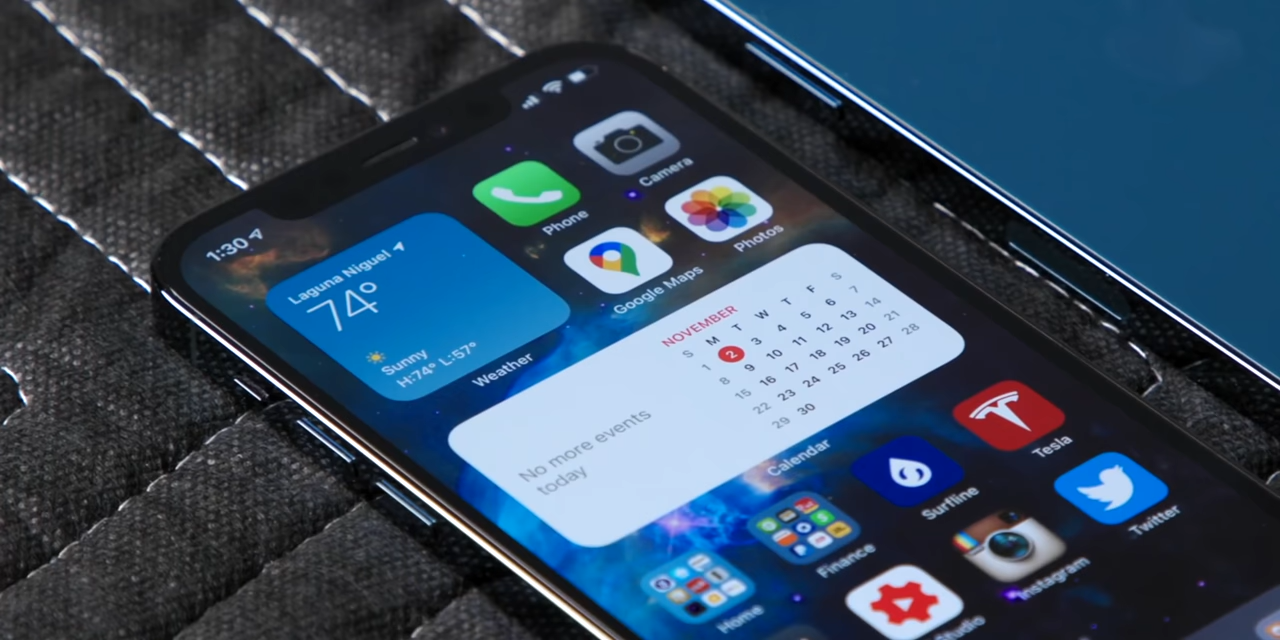 1:30
Laguna Niguel
74°
Sunny
H:74° L:57°
Weather
Phone
Camera
Google Maps
Photos
No more events
today
NOVEMBER
S M T W T F S
1 2 3 4 5 6 7
8 9 10 11 12 13 14
15 16 17 18 19 20 21
22 23 24 25 26 27 28
29 30
Calendar
Home
Finance
Surfline
Tesla
Studio
Instagram
Twitter